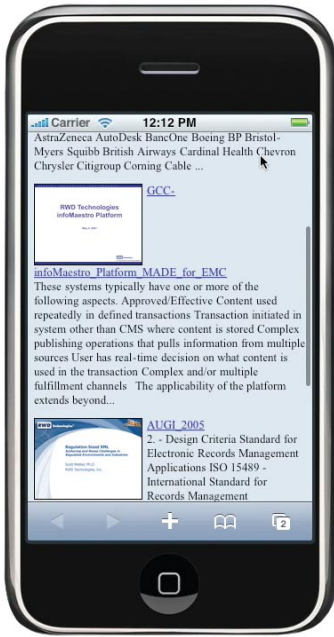 Carrier 12:12 PM
AstraZeneca AutoDesk BancOne Boeing BP Bristol-
Myers Squibb British Airways Cardinal Health Chevron
Chrysler Citigroup Corning Cable ...
GCC-
RWD Technologies
infoMaestro Platform
infoMaestro_Platform_MADE_for_EMC
These systems typically have one or more of the
following aspects. Approved/Effective Content used
repeatedly in defined transactions Transaction initiated in
system other than CMS where content is stored Complex
publishing operations that pulls information from multiple
sources User has real-time decision on what content is
used in the transaction Complex and/or multiple
fulfillment channels The applicability of the platform
extends beyond...
RWD Technologies
AUGI_2005
2. - Design Criteria Standard for
Electronic Records Management
Applications ISO 15489 -
International Standard for
Records Management
Regulation Based XML
2